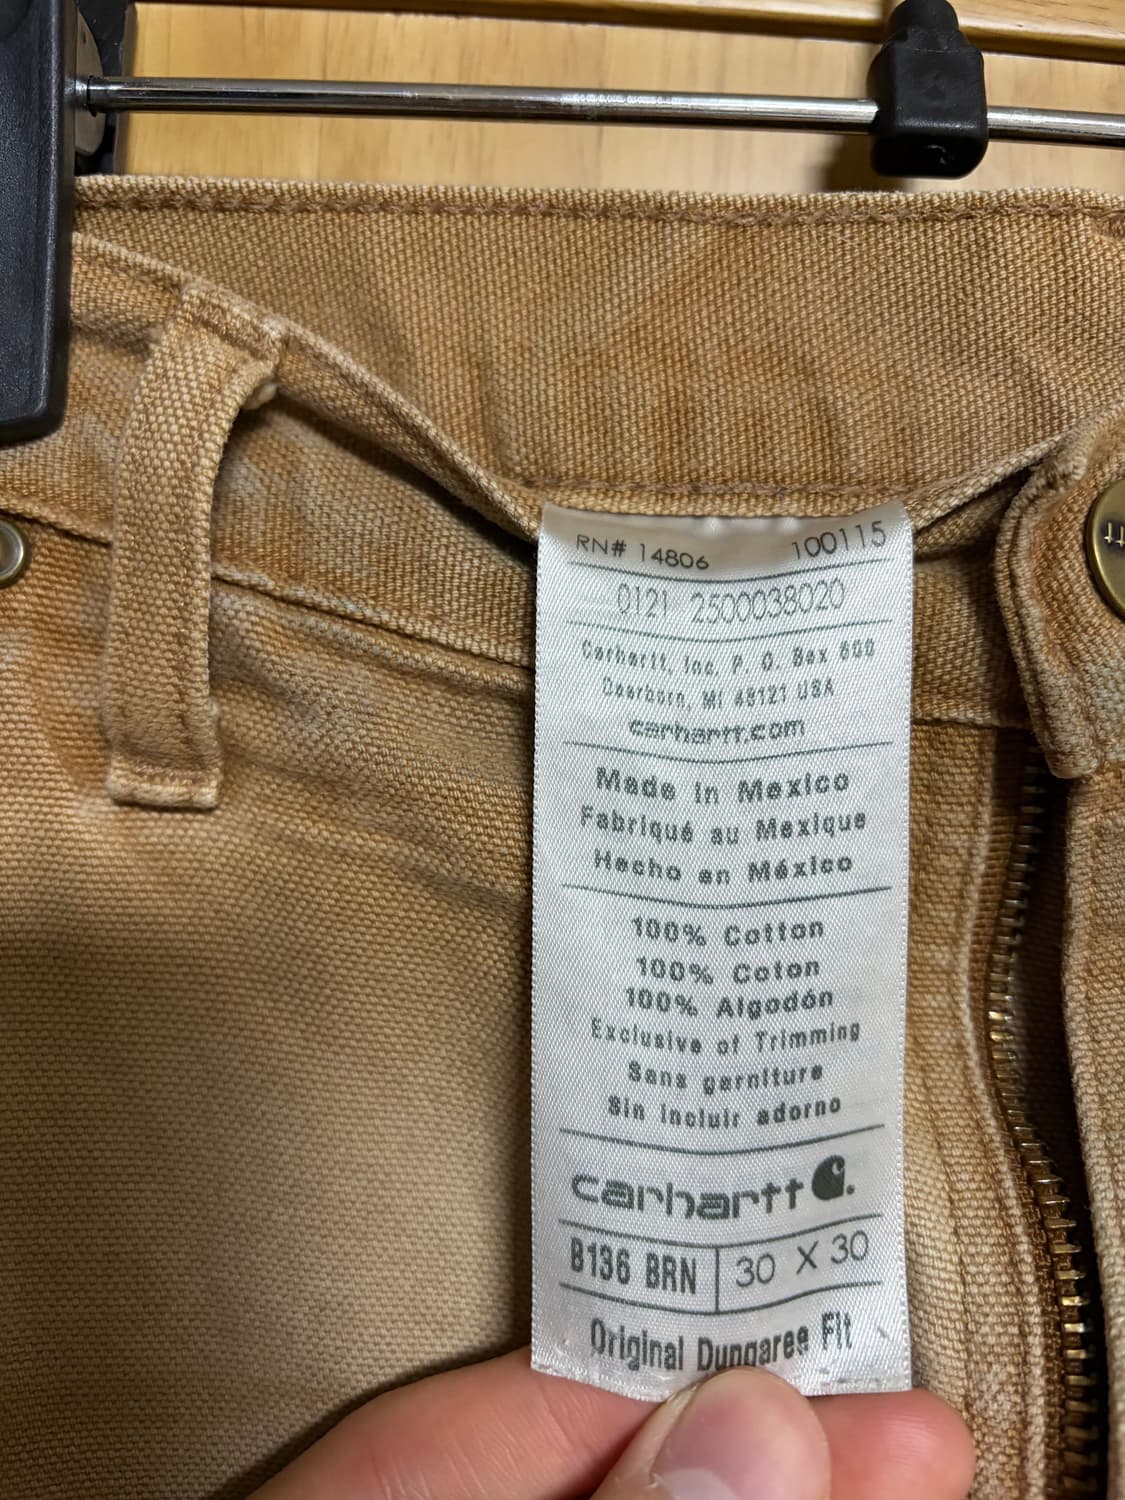 RN# 14806 100115
0121 2500038020
Carhartt, Inc. P. O. Box 600
Dearborn, MI 48121 USA
carhartt.com
Made in Mexico
Fabriqué au Mexique
Hecho en México
100% Cotton
100% Coton
100% Algodón
Exclusive of Trimming
Sans garniture
Sin incluir adorno
carhartt
B136 BRN 30 X 30
Original Dungaree Fit